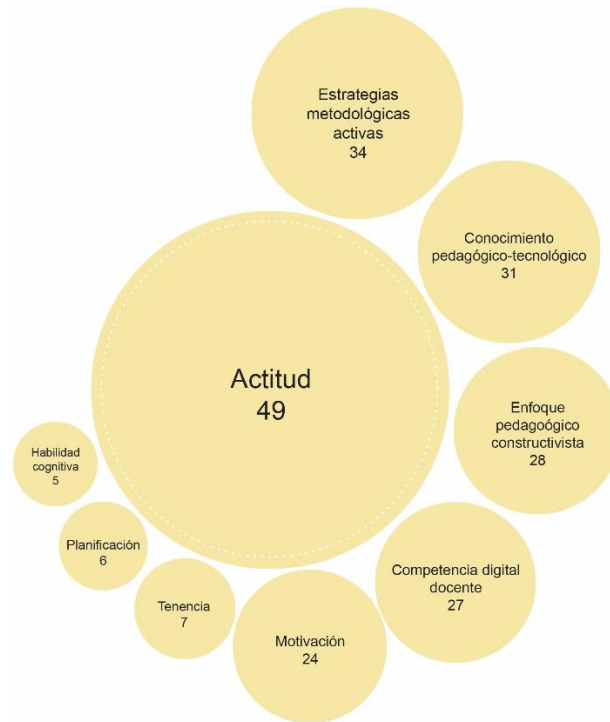 Estrategias
metodológicas
activas
34
Conocimiento
pedagógico-tecnológico
31
Actitud
49
Enfoque
pedagoógico
constructivista
28
Habilidad
cognitiva
5
Planificación
6
Competencia digital
docente
27
Tenencia
7
Motivación
24